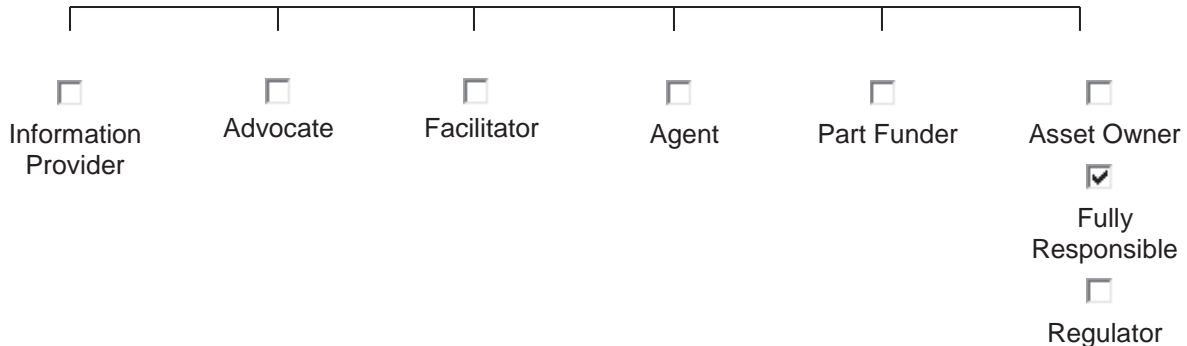 Information
Provider
Advocate
Facilitator
Agent
Part Funder
Asset Owner
Fully
Responsible
Regulator